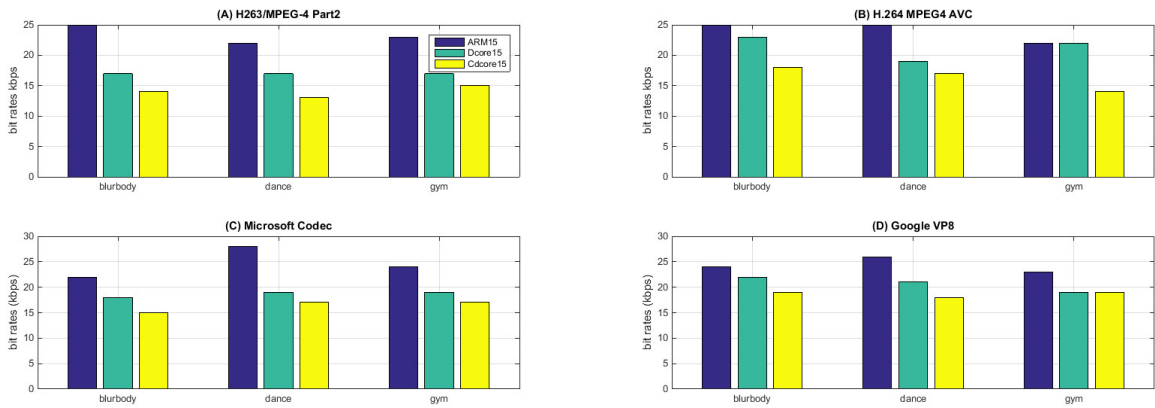 (A) H263/MPEG-4 Part2
bit rates kbps
25
20
15
10
5
0
blurbody
dance
gym
ARM15
Dcore15
Cdcore15
(B) H.264 MPEG4 AVC
bit rates kbps
25
20
15
10
5
0
blurbody
dance
gym
(C) Microsoft Codec
bit rates (kbps)
30
25
20
15
10
5
0
blurbody
dance
gym
(D) Google VP8
bit rates (kbps)
30
25
20
15
10
5
0
blurbody
dance
gym